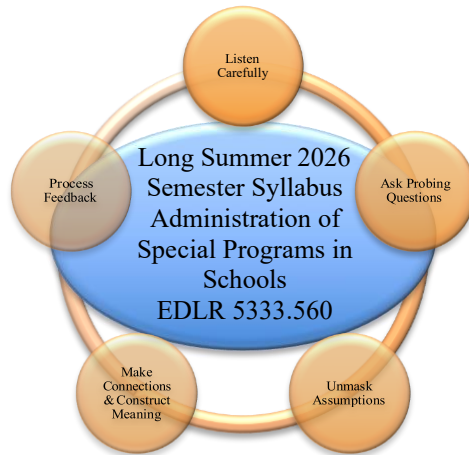 Listen
Carefully
Long Summer 2026
Semester Syllabus
Administration of
Special Programs in
Schools
EDLR 5333.560
Ask Probing
Questions
Unmask
Assumptions
Make
Connections
& Construct
Meaning
Process
Feedback